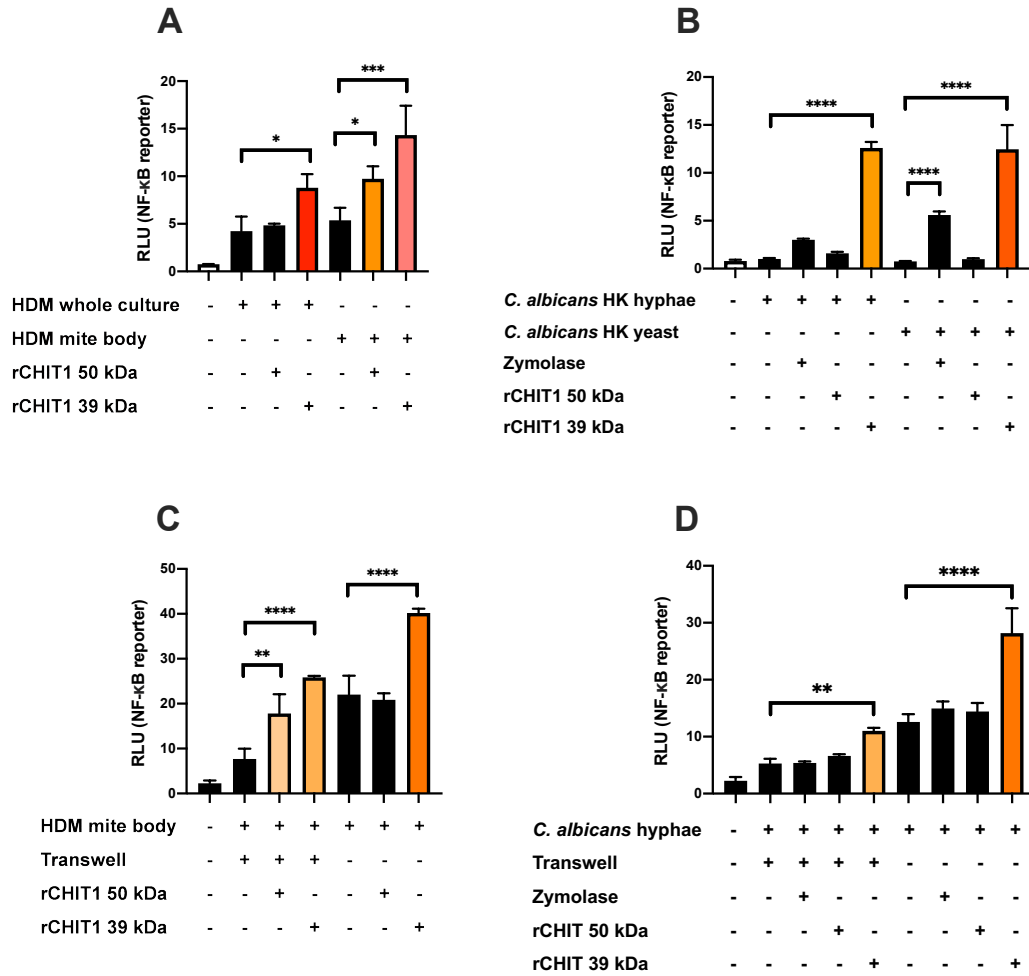 A
RLU (NF-κB reporter)
20
15
10
5
0
*
*
***
HDM whole culture - + + + - - -
HDM mite body - - - - + + +
rCHIT1 50 kDa - - + - - + -
rCHIT1 39 kDa - - - + - - +
B
RLU (NF-κB reporter)
20
15
10
5
0
****
****
****
C. albicans HK hyphae - + + + + - - - -
C. albicans HK yeast - - - - - + + + +
Zymolase - - + - - - + - -
rCHIT1 50 kDa - - - + - - - + -
rCHIT1 39 kDa - - - - + - - - +
C
RLU (NF-κB reporter)
50
40
30
20
10
0
**
****
****
HDM mite body - + + + + + +
Transwell - + + + - - -
rCHIT1 50 kDa - - + - - + -
rCHIT1 39 kDa - - - + - - +
D
RLU (NF-κB reporter)
40
30
20
10
0
**
****
C. albicans hyphae - + + + + + + + +
Transwell - + + + + - - - -
Zymolase - - + - - - + - -
rCHIT 50 kDa - - - + - - - + -
rCHIT 39 kDa - - - - + - - - +